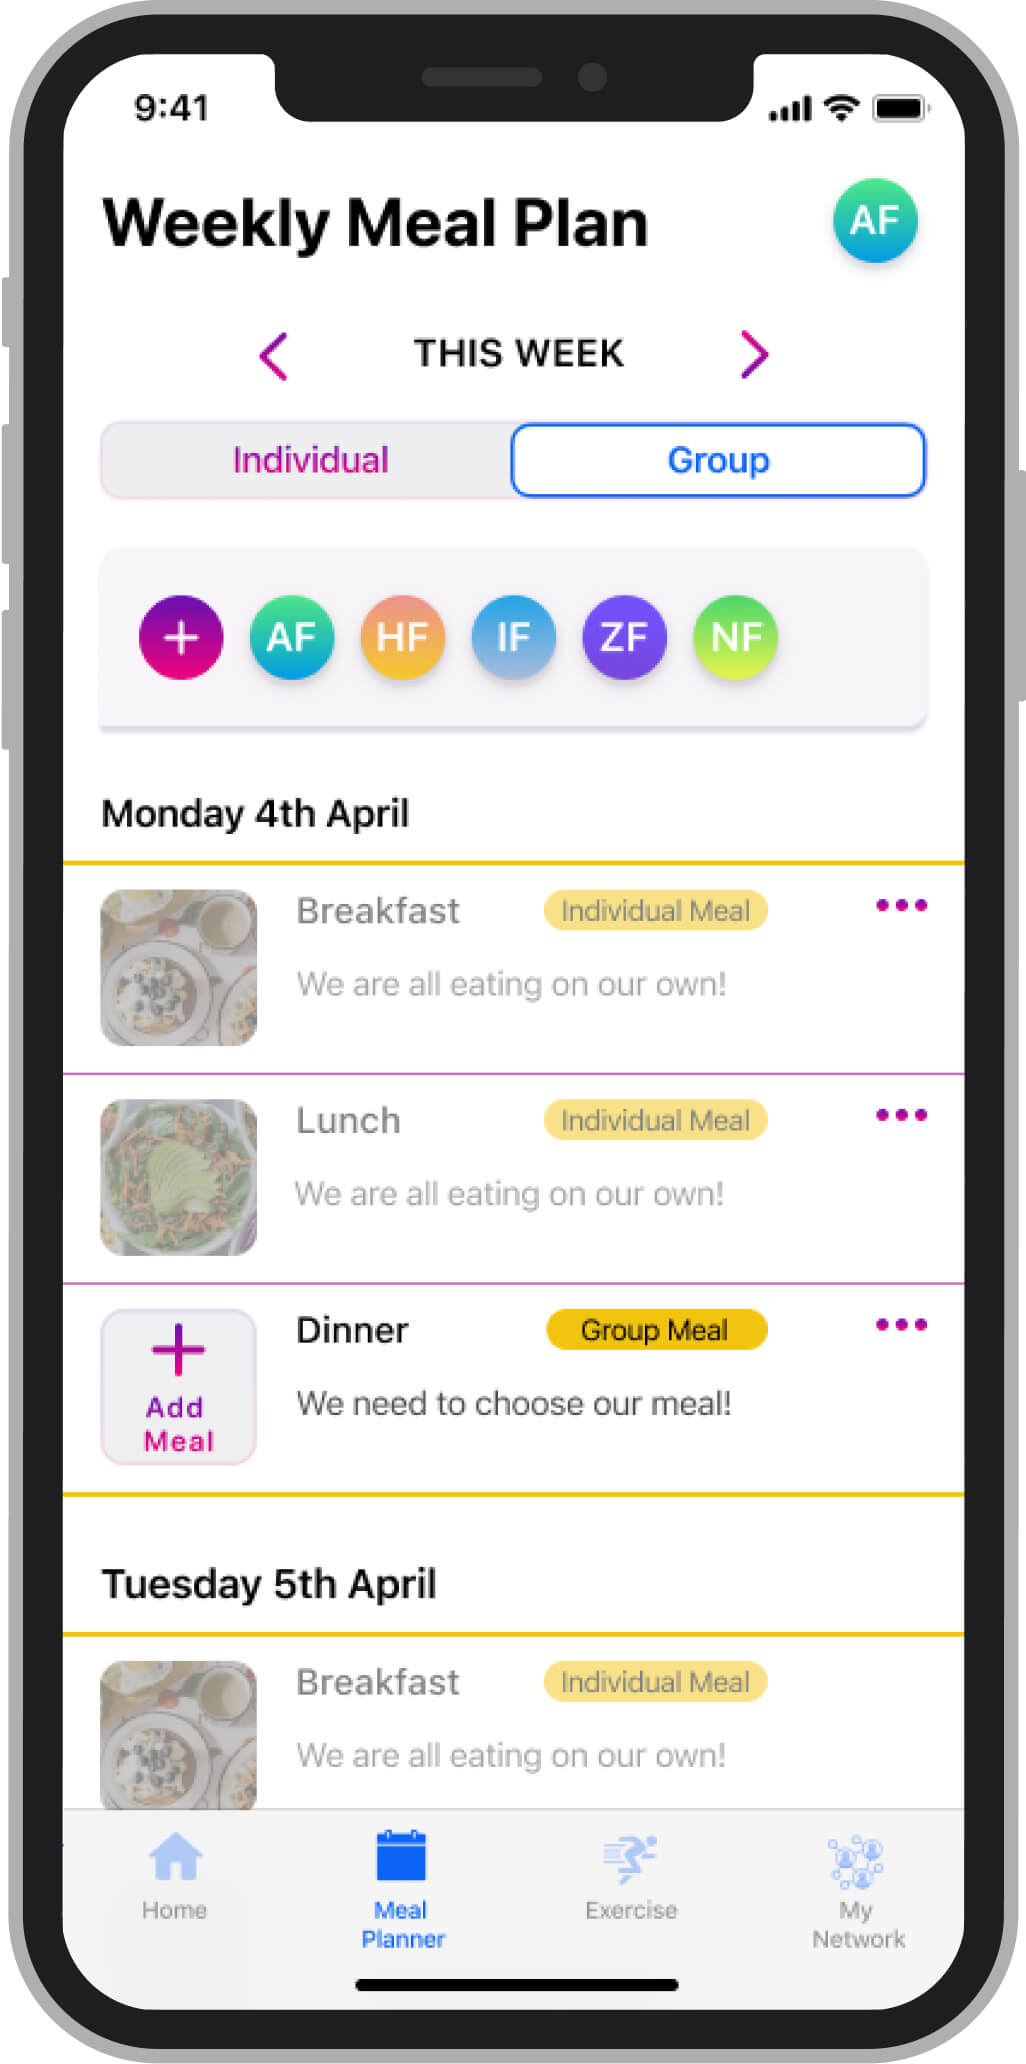 9:41
Weekly Meal Plan
AF
THIS WEEK
Individual Group
+ AF HF IF ZF NF
Monday 4th April
Breakfast Individual Meal
We are all eating on our own!
Lunch Individual Meal
We are all eating on our own!
Dinner Group Meal
We need to choose our meal!
Add
Meal
Tuesday 5th April
Breakfast Individual Meal
We are all eating on our own!
Home
Meal
Planner
Exercise
My
Network